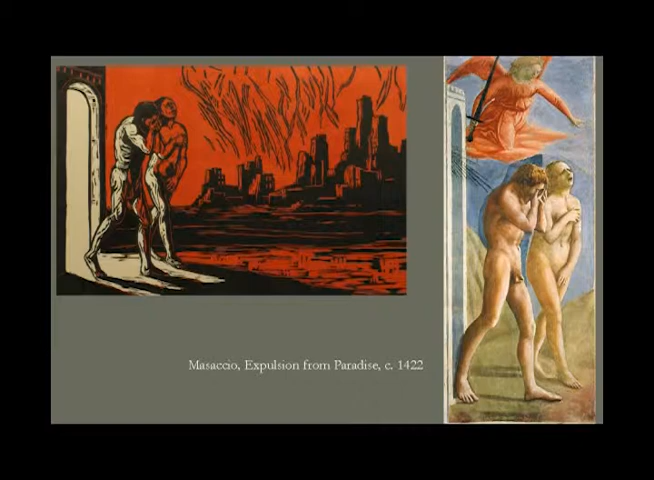 Masaccio, Expulsion from Paradise, c. 1422